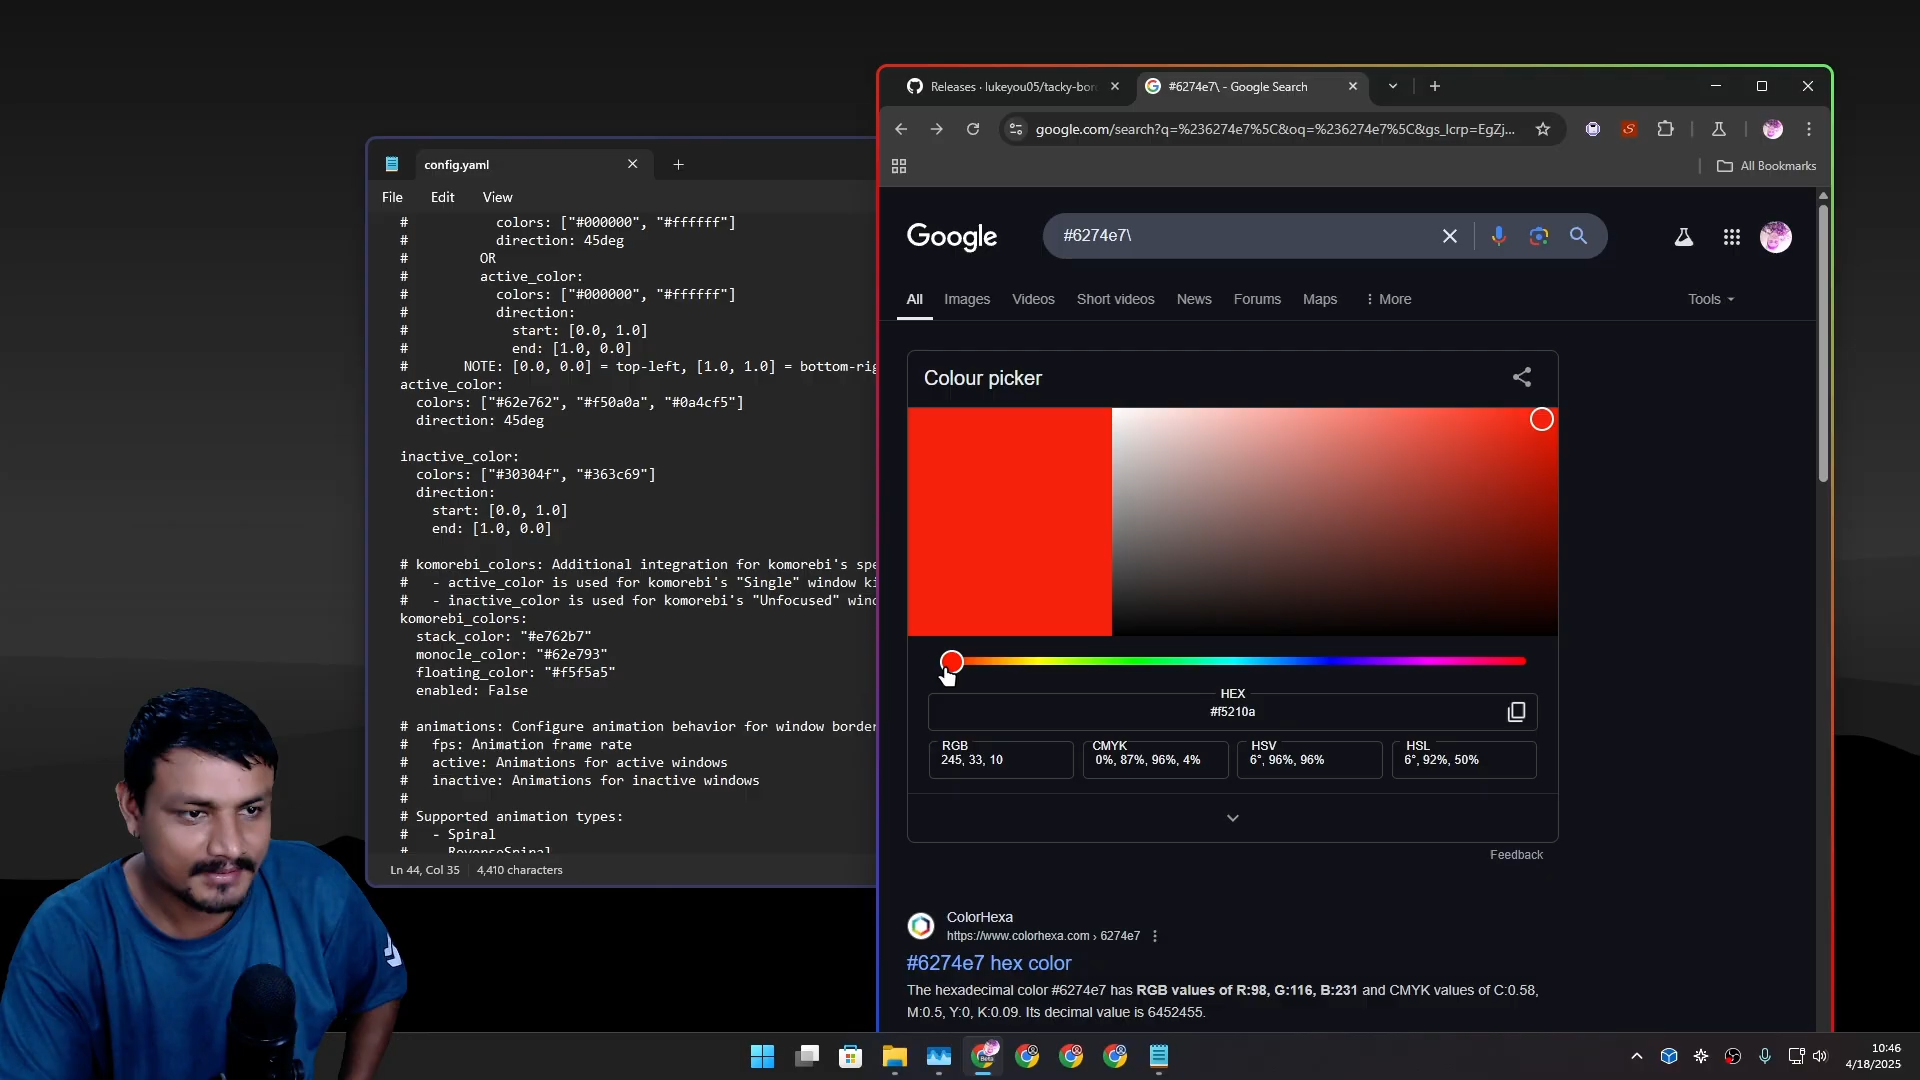 config.yaml
File Edit View
# colors: ["#000000", "#ffffff"]
# direction: 45deg
# OR
# active_color:
# colors: ["#000000", "#ffffff"]
# direction:
# start: [0.0, 1.0]
# end: [1.0, 0.0]
# NOTE: [0.0, 0.0] = top-left, [1.0, 1.0] = bottom-rig
active_color:
colors: ["#62e762", "#f50a0a", "#0a4cf5"]
direction: 45deg
inactive_color:
colors: ["#30304f", "#363c69"]
direction:
start: [0.0, 1.0]
end: [1.0, 0.0]
# komorebi_colors: Additional integration for komorebi's spe
# - active_color is used for komorebi's "Single" window ki
# - inactive_color is used for komorebi's "Unfocused" wind
komorebi_colors:
stack_color: "#e762b7"
monocle_color: "#62e793"
floating_color: "#f5f5a5"
enabled: False
# animations: Configure animation behavior for window border
# fps: Animation frame rate
# active: Animations for active windows
# inactive: Animations for inactive windows
#
# Supported animation types:
# - Spiral
# ReverseSpiral
Ln 44, Col 35 4,410 characters
Releases · lukeyou05/tacky-bor
#6274e7\ - Google Search
google.com/search?q=%236274e7%5C&oq=%236274e7%5C&gs_lcrp=EgZj...
All Bookmarks
Google
#6274e7\
All Images Videos Short videos News Forums Maps More Tools
Colour picker
HEX
#f5210a
RGB
245, 33, 10
CMYK
0%, 87%, 96%, 4%
HSV
6°, 96%, 96%
HSL
6°, 92%, 50%
Feedback
ColorHexa
https://www.colorhexa.com › 6274e7
#6274e7 hex color
The hexadecimal color #6274e7 has RGB values of R:98, G:116, B:231 and CMYK values of C:0.58,
M:0.5, Y:0, K:0.09. Its decimal value is 6452455.
Beta
10:46
4/18/2025